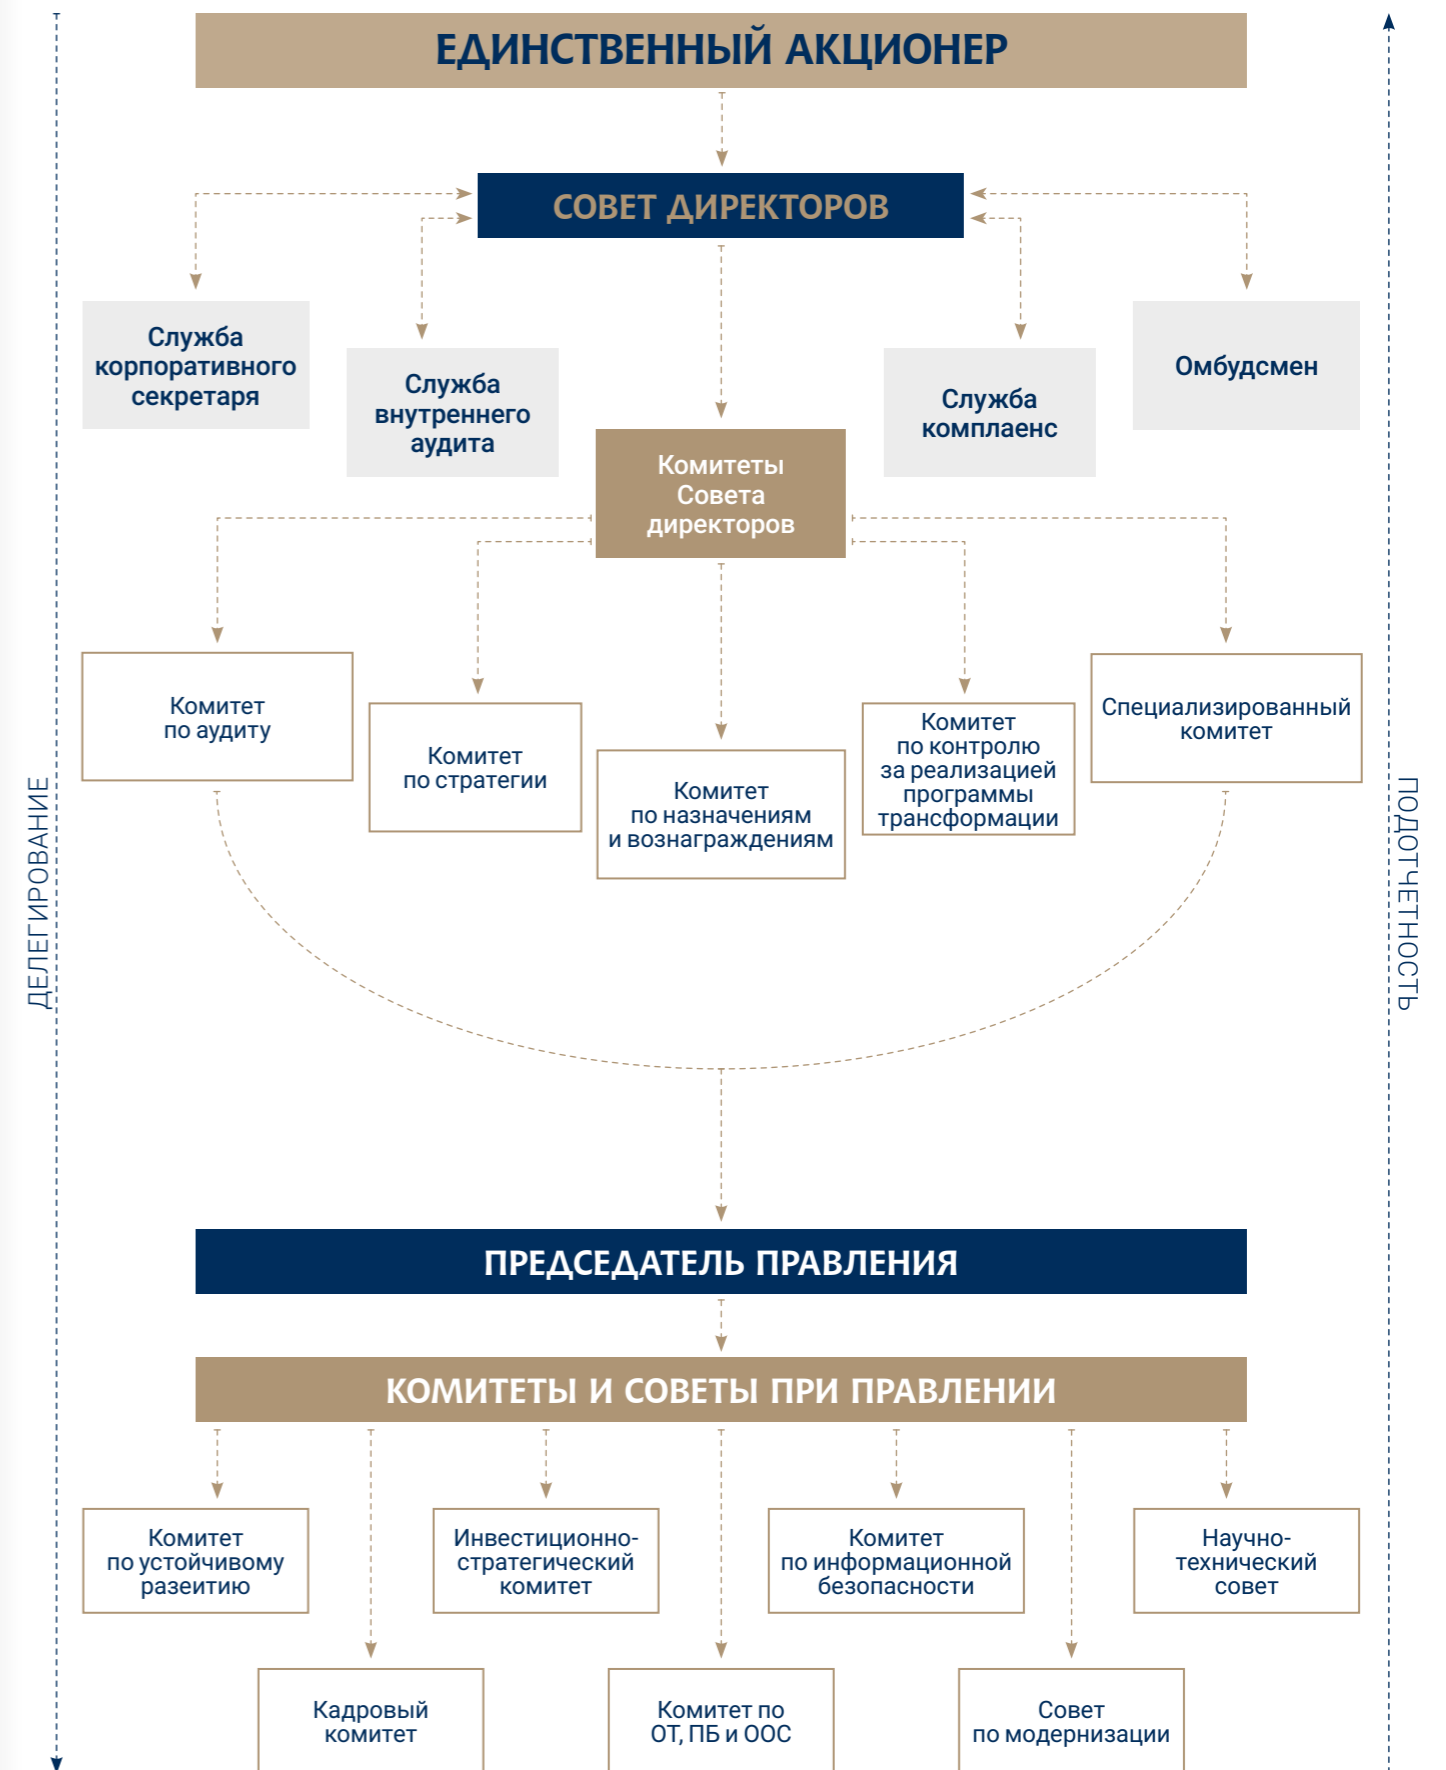 ЕДИНСТВЕННЫЙ АКЦИОНЕР
СОВЕТ ДИРЕКТОРОВ
Служба
корпоративного
секретаря
Служба
внутреннего
аудита
Служба
комплаенс
Омбудсмен
Комитеты
Совета
директоров
Комитет
по аудиту
Комитет
по стратегии
Комитет
по назначениям
и вознаграждениям
Комитет
по контролю
за реализацией
программы
трансформации
Специализированный
комитет
ДЕЛЕГИРОВАНИЕ
ПОДОТЧЕТНОСТЬ
ПРЕДСЕДАТЕЛЬ ПРАВЛЕНИЯ
КОМИТЕТЫ И СОВЕТЫ ПРИ ПРАВЛЕНИИ
Комитет
по устойчивому
разеитию
Инвестиционно-
стратегический
комитет
Комитет
по информационной
безопасности
Научно-
технический
совет
Кадровый
комитет
Комитет по
ОТ, ПБ и ООС
Совет
по модернизации